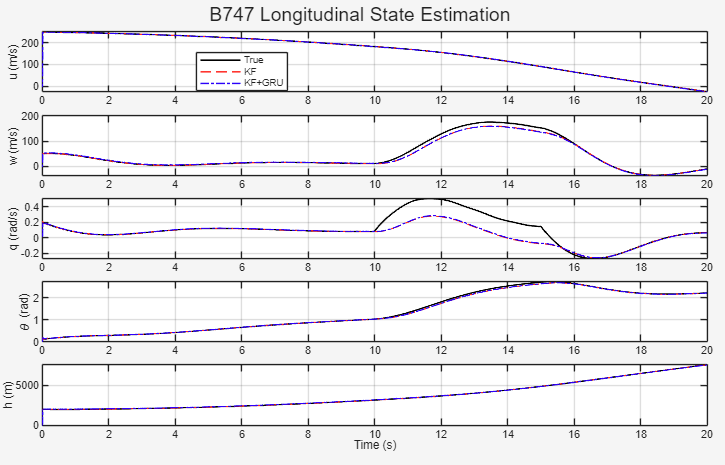 B747 Longitudinal State Estimation
u (m/s)
200
100
0
0 2 4 6 8 10 12 14 16 18 20
True
KF
KF+GRU
w (m/s)
200
100
0
0 2 4 6 8 10 12 14 16 18 20
q (rad/s)
0.4
0.2
0
-0.2
0 2 4 6 8 10 12 14 16 18 20
θ (rad)
2
1
0
0 2 4 6 8 10 12 14 16 18 20
h (m)
5000
0
0 2 4 6 8 10 12 14 16 18 20
Time (s)